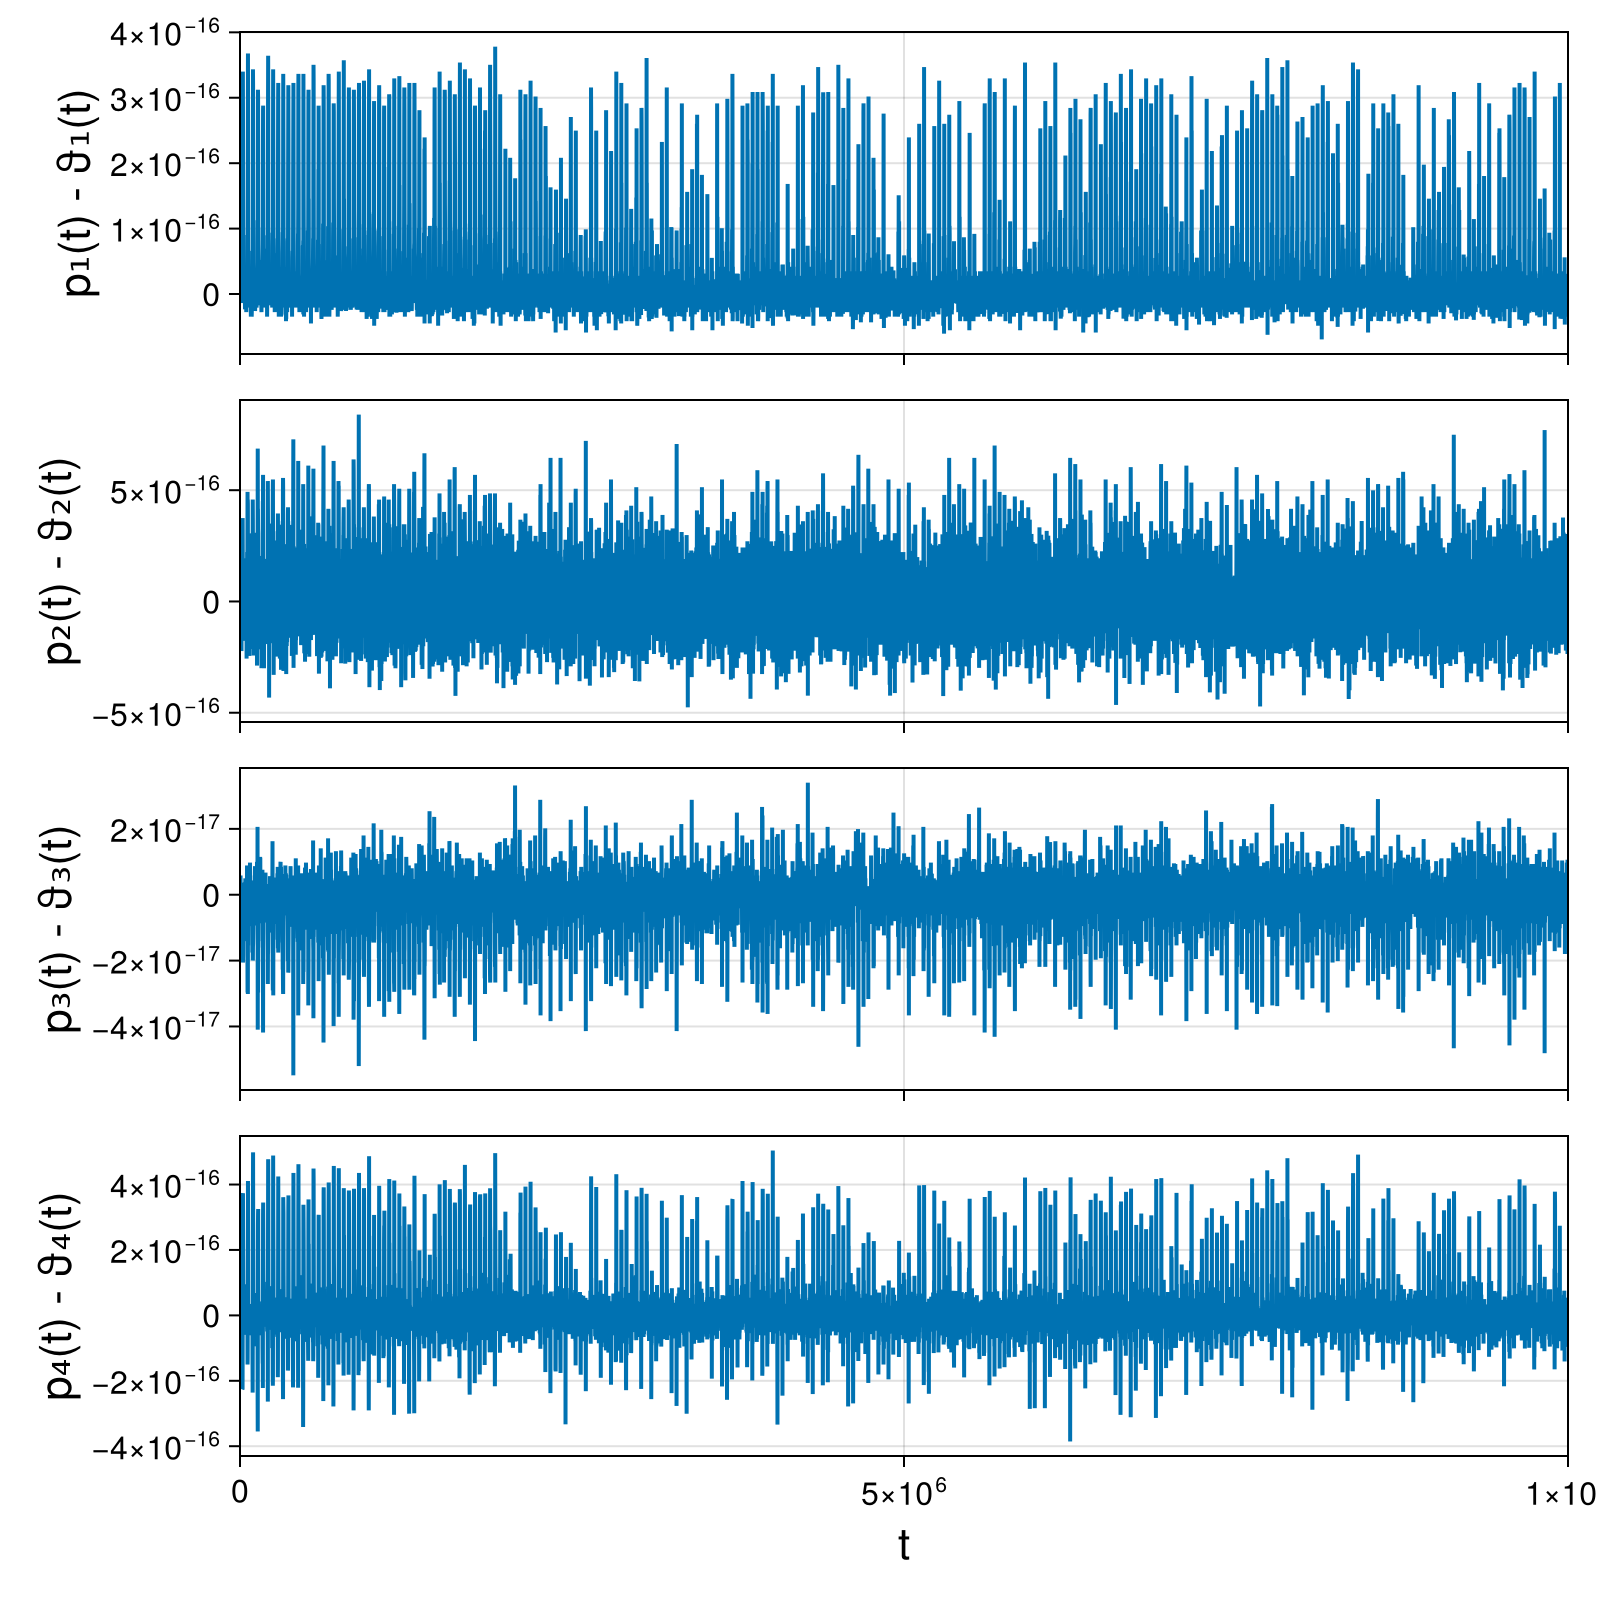 4×10⁻¹⁶
3×10⁻¹⁶
2×10⁻¹⁶
1×10⁻¹⁶
0
p₁(t) - ϑ₁(t)
5×10⁻¹⁶
0
−5×10⁻¹⁶
p₂(t) - ϑ₂(t)
2×10⁻¹⁷
0
−2×10⁻¹⁷
−4×10⁻¹⁷
p₃(t) - ϑ₃(t)
4×10⁻¹⁶
2×10⁻¹⁶
0
−2×10⁻¹⁶
−4×10⁻¹⁶
p₄(t) - ϑ₄(t)
0 5×10⁶ 1×10
t